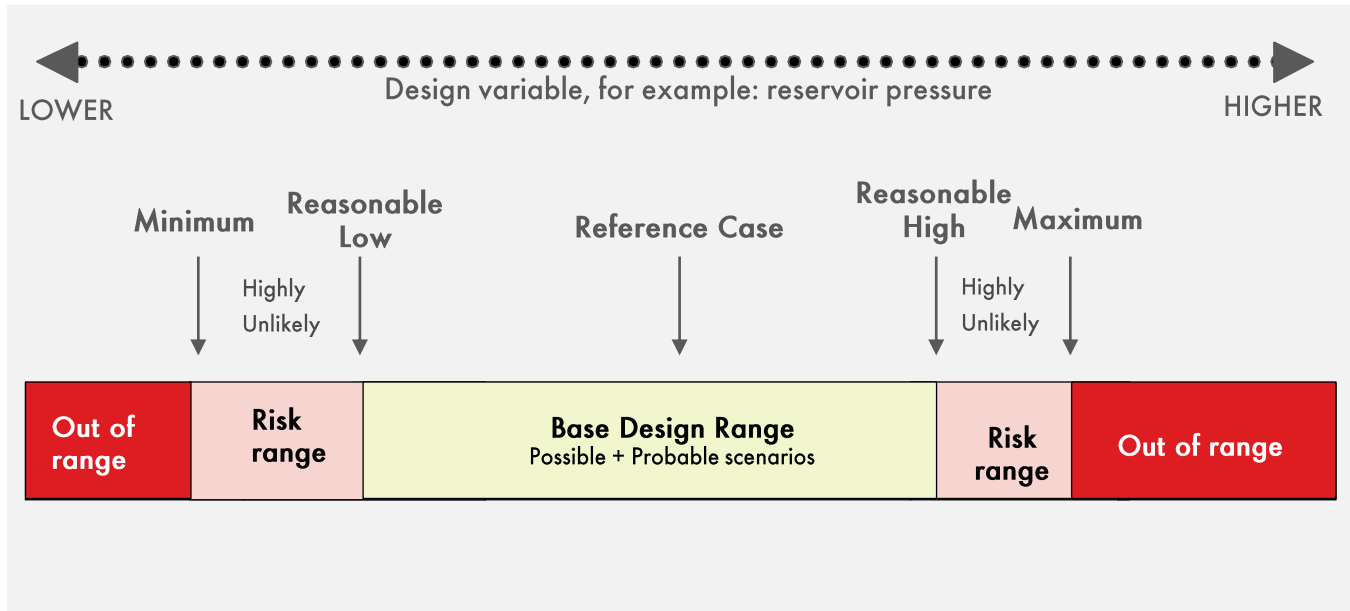 Design variable, for example: reservoir pressure
LOWER
HIGHER
Minimum
Reasonable
Low
Reference Case
Reasonable
High
Maximum
Highly
Unlikely
Highly
Unlikely
Out of
range
Risk
range
Base Design Range
Possible + Probable scenarios
Risk
range
Out of range